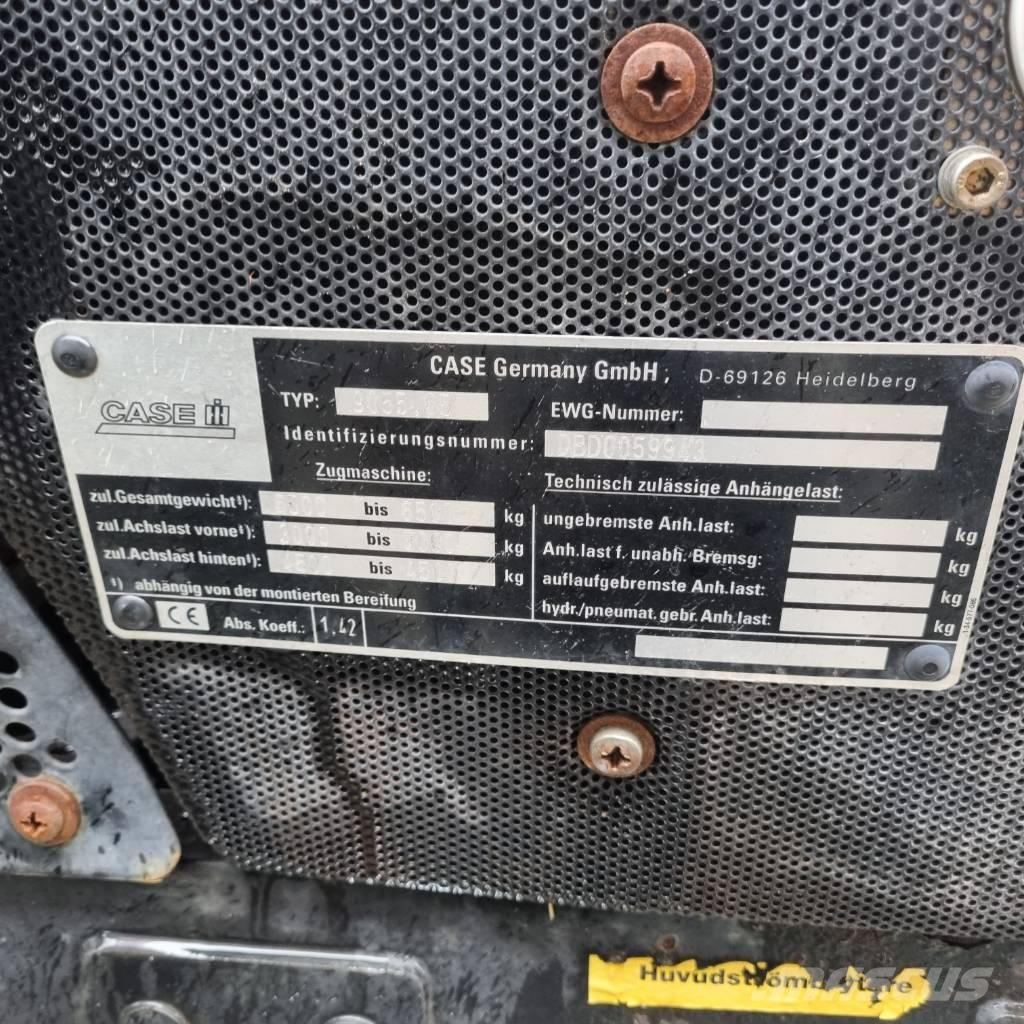 CASE IH
CASE Germany GmbH, D-69126 Heidelberg
TYP:
EWG-Nummer:
Identifizierungsnummer: DBD0059943
Zugmaschine:
zul.Gesamtgewicht¹): bis kg
zul.Achslast vorne¹): bis kg
zul.Achslast hinten¹): bis kg
¹) abhängig von der montierten Bereifung
CE Abs. Koeff.: 1,42
Technisch zulässige Anhängelast:
ungebremste Anh.last: kg
Anh.last f. unabh. Bremsg: kg
auflaufgebremste Anh.last: kg
hydr./pneumat.gebr.Anh.last: kg
MASCUS